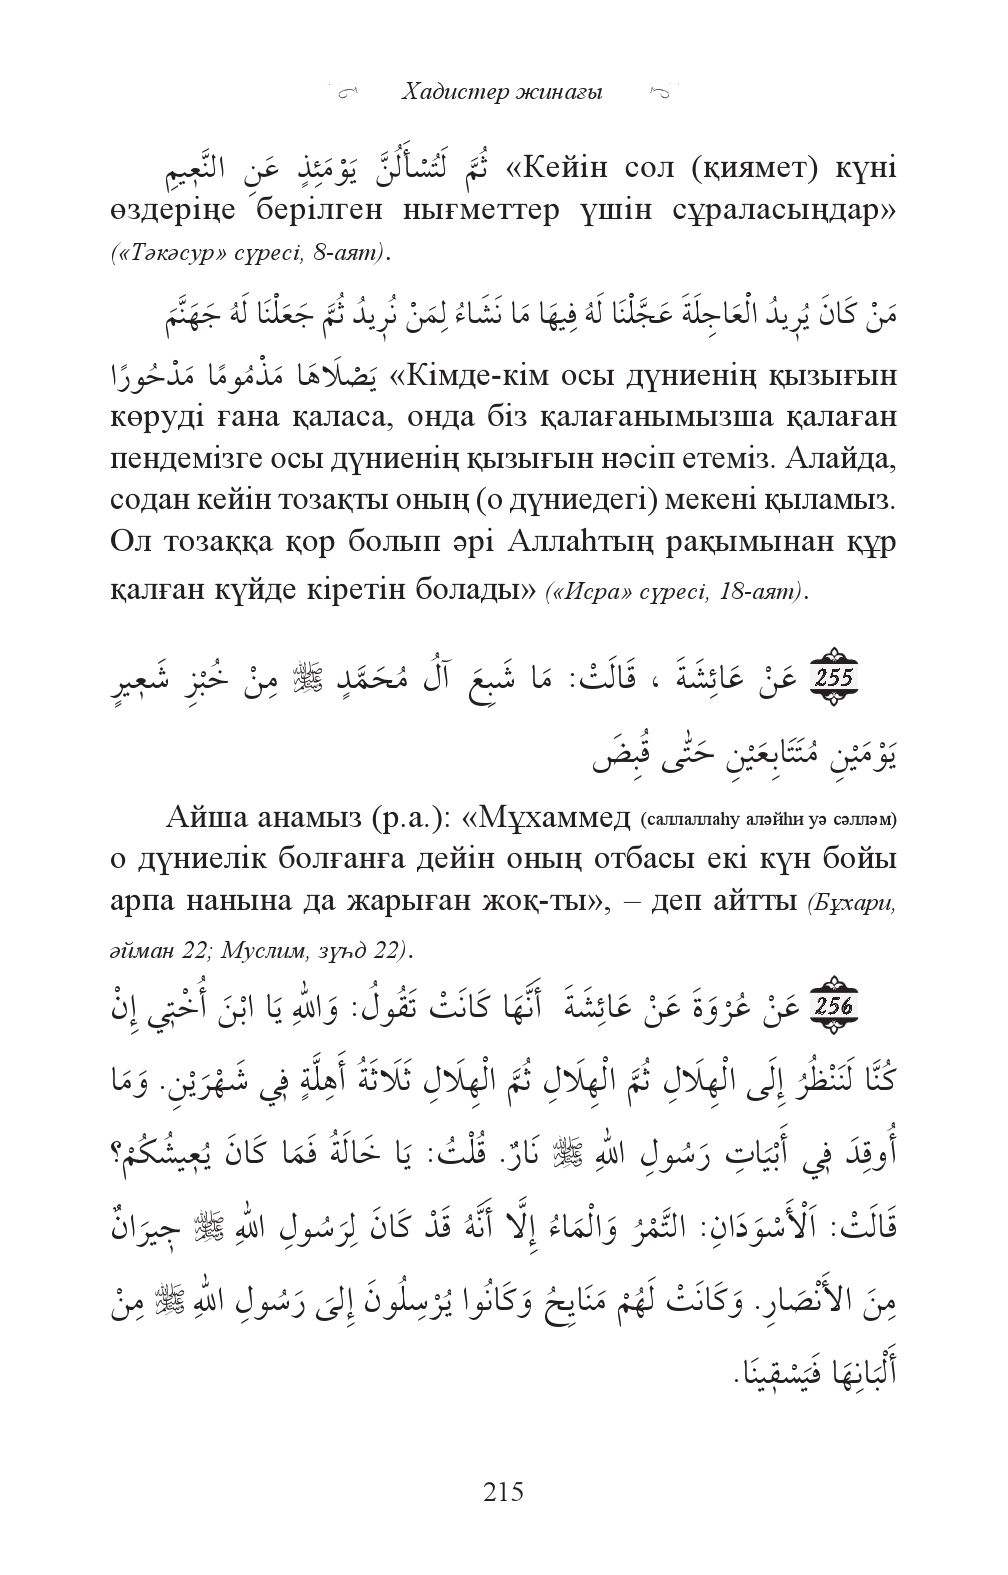 Хадистер жинағы
ثُمَّ لَتُسْأَلُنَّ يَوْمَئِذٍ عَنِ النَّعِيمِ «Кейін сол (қиямет) күні
өздеріңе берілген нығметтер үшін сұраласыңдар»
(«Тәкәсур» сүресі, 8-аят).
مَنْ كَانَ يُرِيدُ الْعَاجِلَةَ عَجَّلْنَا لَهُ فِيهَا مَا نَشَاءُ لِمَنْ نُرِيدُ ثُمَّ جَعَلْنَا لَهُ جَهَنَّمَ
يَصْلَاهَا مَذْمُومًا مَدْحُورًا «Кімде-кім осы дүниенің қызығын
көруді ғана қаласа, онда біз қалағанымызша қалаған
пендемізге осы дүниенің қызығын нәсіп етеміз. Алайда,
содан кейін тозақты оның (о дүниедегі) мекені қыламыз.
Ол тозаққа қор болып әрі Аллаһтың рақымынан құр
қалған күйде кіретін болады» («Исра» сүресі, 18-аят).
255 عَنْ عَائِشَةَ ، قَالَتْ: مَا شَبِعَ آلُ مُحَمَّدٍ ﷺ مِنْ خُبْزِ شَعِيرٍ
يَوْمَيْنِ مُتَتَابِعَيْنِ حَتَّى قُبِضَ
Айша анамыз (р.а.): «Мұхаммед (саллаллаһу аләйһи уә сәлләм)
о дүниелік болғанға дейін оның отбасы екі күн бойы
арпа нанына да жарыған жоқ-ты», – деп айтты (Бұхари,
әйман 22; Муслим, зүһд 22).
256 عَنْ عُرْوَةَ عَنْ عَائِشَةَ أَنَّهَا كَانَتْ تَقُولُ: وَاللهِ يَا ابْنَ أُخْتِي إِنْ
كُنَّا لَنَنْظُرُ إِلَى الْهِلَالِ ثُمَّ الْهِلَالِ ثُمَّ الْهِلَالِ ثَلَاثَةُ أَهِلَّةٍ فِي شَهْرَيْنِ. وَمَا
أُوقِدَ فِي أَبْيَاتِ رَسُولِ اللهِ ﷺ نَارٌ. قُلْتُ: يَا خَالَةُ فَمَا كَانَ يُعِيشُكُمْ؟
قَالَتْ: اَلْأَسْوَدَانِ: التَّمْرُ وَالْمَاءُ إِلَّا أَنَّهُ قَدْ كَانَ لِرَسُولِ اللهِ ﷺ جِيرَانٌ
مِنَ الأَنْصَارِ. وَكَانَتْ لَهُمْ مَنَايِحُ وَكَانُوا يُرْسِلُونَ إِلىَ رَسُولِ اللهِ ﷺ مِنْ
أَلْبَانِهَا فَيَسْقِينَا.
215